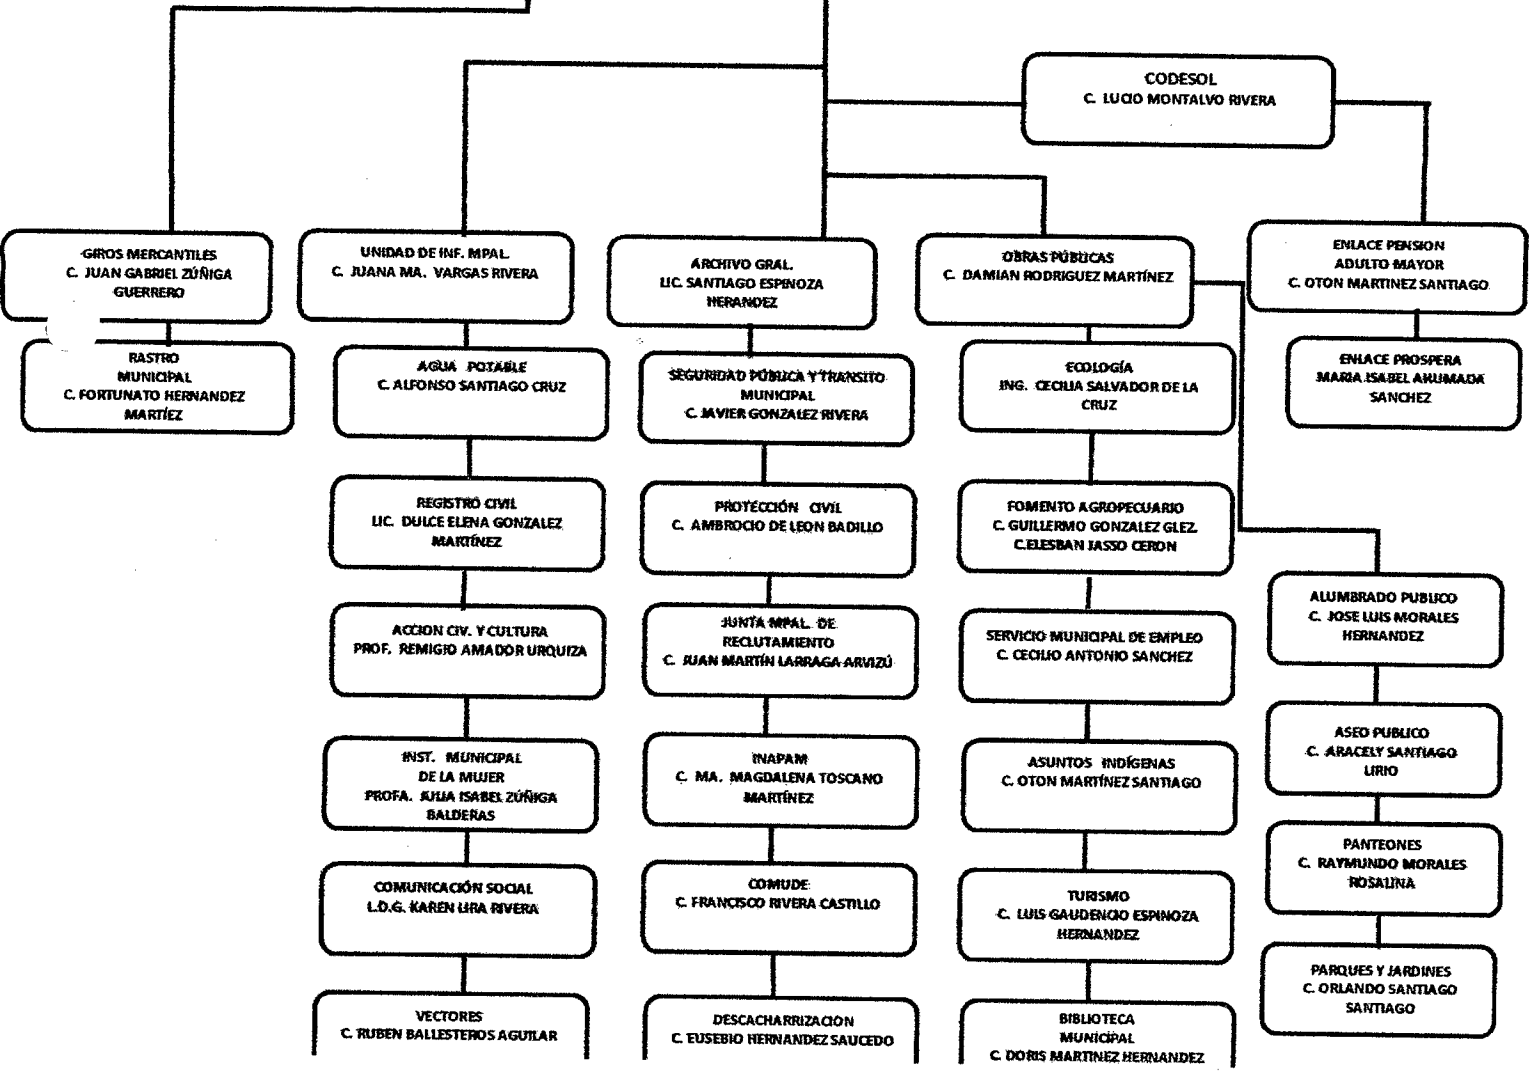 CODESOL
C. LUCIO MONTALVO RIVERA
GIROS MERCANTILES
C. JUAN GABRIEL ZÚÑIGA
GUERRERO
RASTRO
MUNICIPAL
C. FORTUNATO HERNANDEZ
MARTÍEZ
UNIDAD DE INF. MPAL.
C. JUANA MA. VARGAS RIVERA
AGUA POTABLE
C. ALFONSO SANTIAGO CRUZ
REGISTRO CIVIL
LIC. DULCE ELENA GONZALEZ
MARTÍNEZ
ACCION CIV. Y CULTURA
PROF. REMIGIO AMADOR URQUIZA
INST. MUNICIPAL
DE LA MUJER
PROFA. JULIA ISABEL ZÚÑIGA
BALDERAS
COMUNICACIÓN SOCIAL
L.D.G. KAREN LIRA RIVERA
VECTORES
C. RUBEN BALLESTEROS AGUILAR
ARCHIVO GRAL.
LIC. SANTIAGO ESPINOZA
HERANDEZ
SEGURIDAD PÚBLICA Y TRANSITO
MUNICIPAL
C. JAVIER GONZALEZ RIVERA
PROTECCIÓN CIVIL
C. AMBROCIO DE LEON BADILLO
JUNTA MPAL. DE
RECLUTAMIENTO
C. JUAN MARTÍN LARRAGA ARVIZÚ
INAPAM
C. MA. MAGDALENA TOSCANO
MARTÍNEZ
COMUDE
C. FRANCISCO RIVERA CASTILLO
DESCACHARRIZACIÓN
C. EUSEBIO HERNANDEZ SAUCEDO
OBRAS PÚBLICAS
C. DAMIAN RODRIGUEZ MARTÍNEZ
ECOLOGÍA
ING. CECILIA SALVADOR DE LA
CRUZ
FOMENTO AGROPECUARIO
C. GUILLERMO GONZALEZ GLEZ.
C.ELESBAN JASSO CERON
SERVICIO MUNICIPAL DE EMPLEO
C. CECILIO ANTONIO SANCHEZ
ASUNTOS INDÍGENAS
C. OTON MARTÍNEZ SANTIAGO
TURISMO
C. LUIS GAUDENCIO ESPINOZA
HERNANDEZ
BIBLIOTECA
MUNICIPAL
C. DORIS MARTINEZ HERNANDEZ
ENLACE PENSION
ADULTO MAYOR
C. OTON MARTINEZ SANTIAGO
ENLACE PROSPERA
MARIA ISABEL AHUMADA
SANCHEZ
ALUMBRADO PUBLICO
C. JOSE LUIS MORALES
HERNANDEZ
ASEO PUBLICO
C. ARACELY SANTIAGO
LIRIO
PANTEONES
C. RAYMUNDO MORALES
ROSALINA
PARQUES Y JARDINES
C. ORLANDO SANTIAGO
SANTIAGO